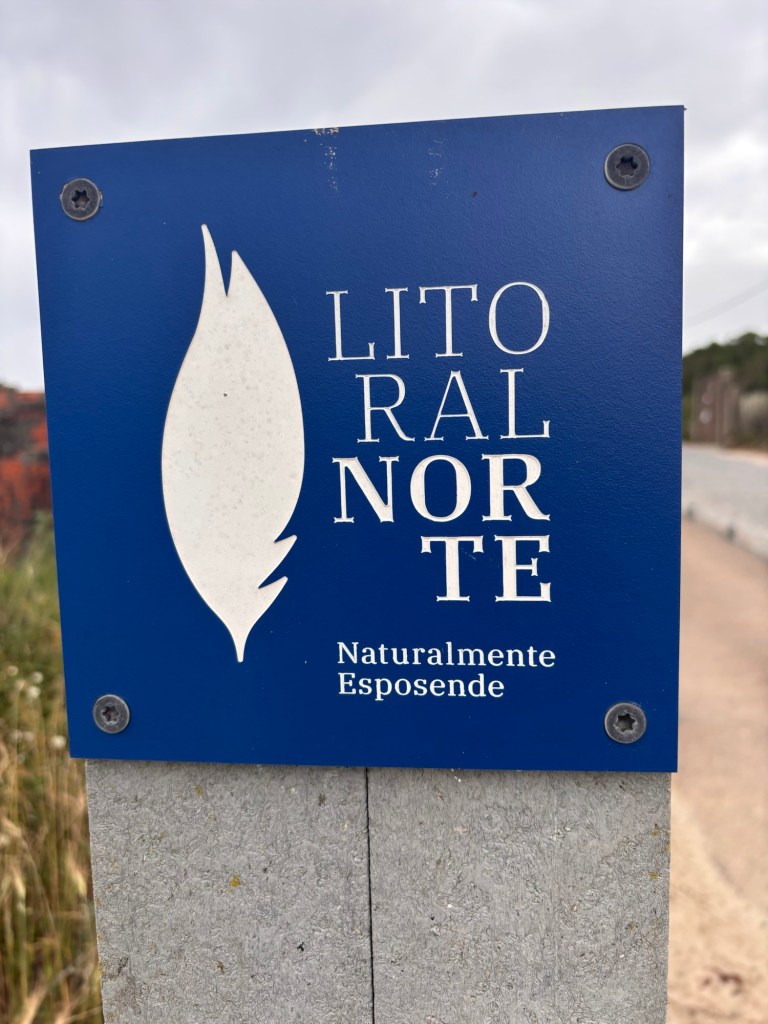 LITO
RAL
NOR
TE
Naturalmente
Esposende